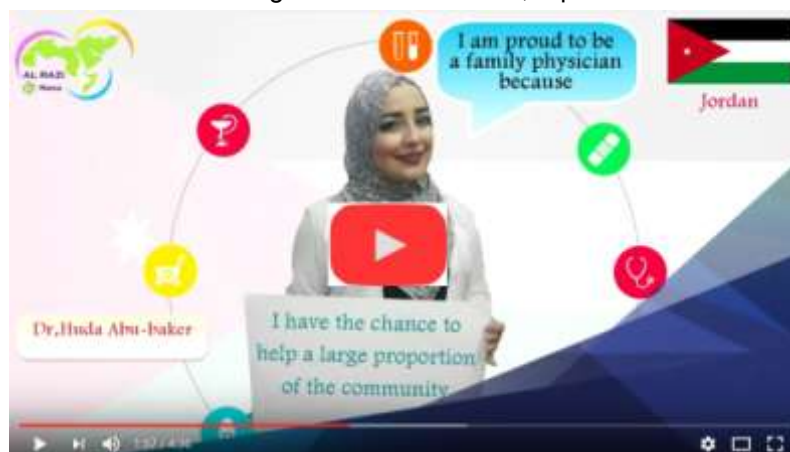 AL RAZI
I am proud to be
a family physician
because
Jordan
Dr,Huda Abu-baker
I have the chance to
help a large proportion
of the community